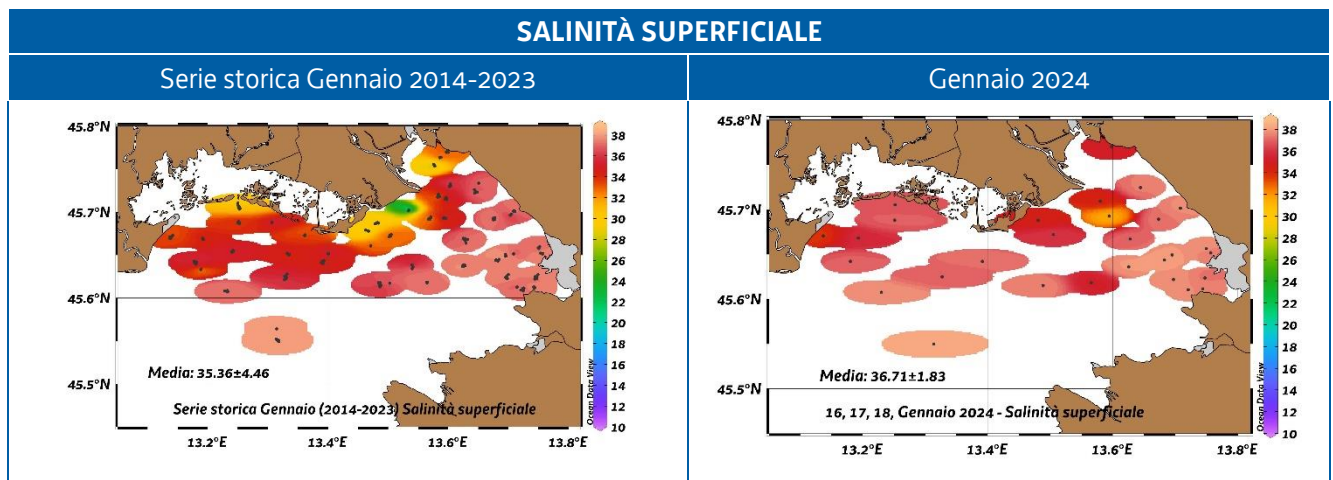 SALINITÀ SUPERFICIALE
Serie storica Gennaio 2014-2023
Gennaio 2024
45.8°N
45.7°N
45.6°N
45.5°N
13.2°E
13.4°E
13.6°E
13.8°E
38
36
34
32
30
28
26
24
22
20
18
16
14
12
10
Ocean Data View
Media: 35.36±4.46
Serie storica Gennaio (2014-2023) Salinità superficiale
45.8°N
45.7°N
45.6°N
45.5°N
13.2°E
13.4°E
13.6°E
13.8°E
38
36
34
32
30
28
26
24
22
20
18
16
14
12
10
Ocean Data View
Media: 36.71±1.83
16, 17, 18, Gennaio 2024 - Salinità superficiale